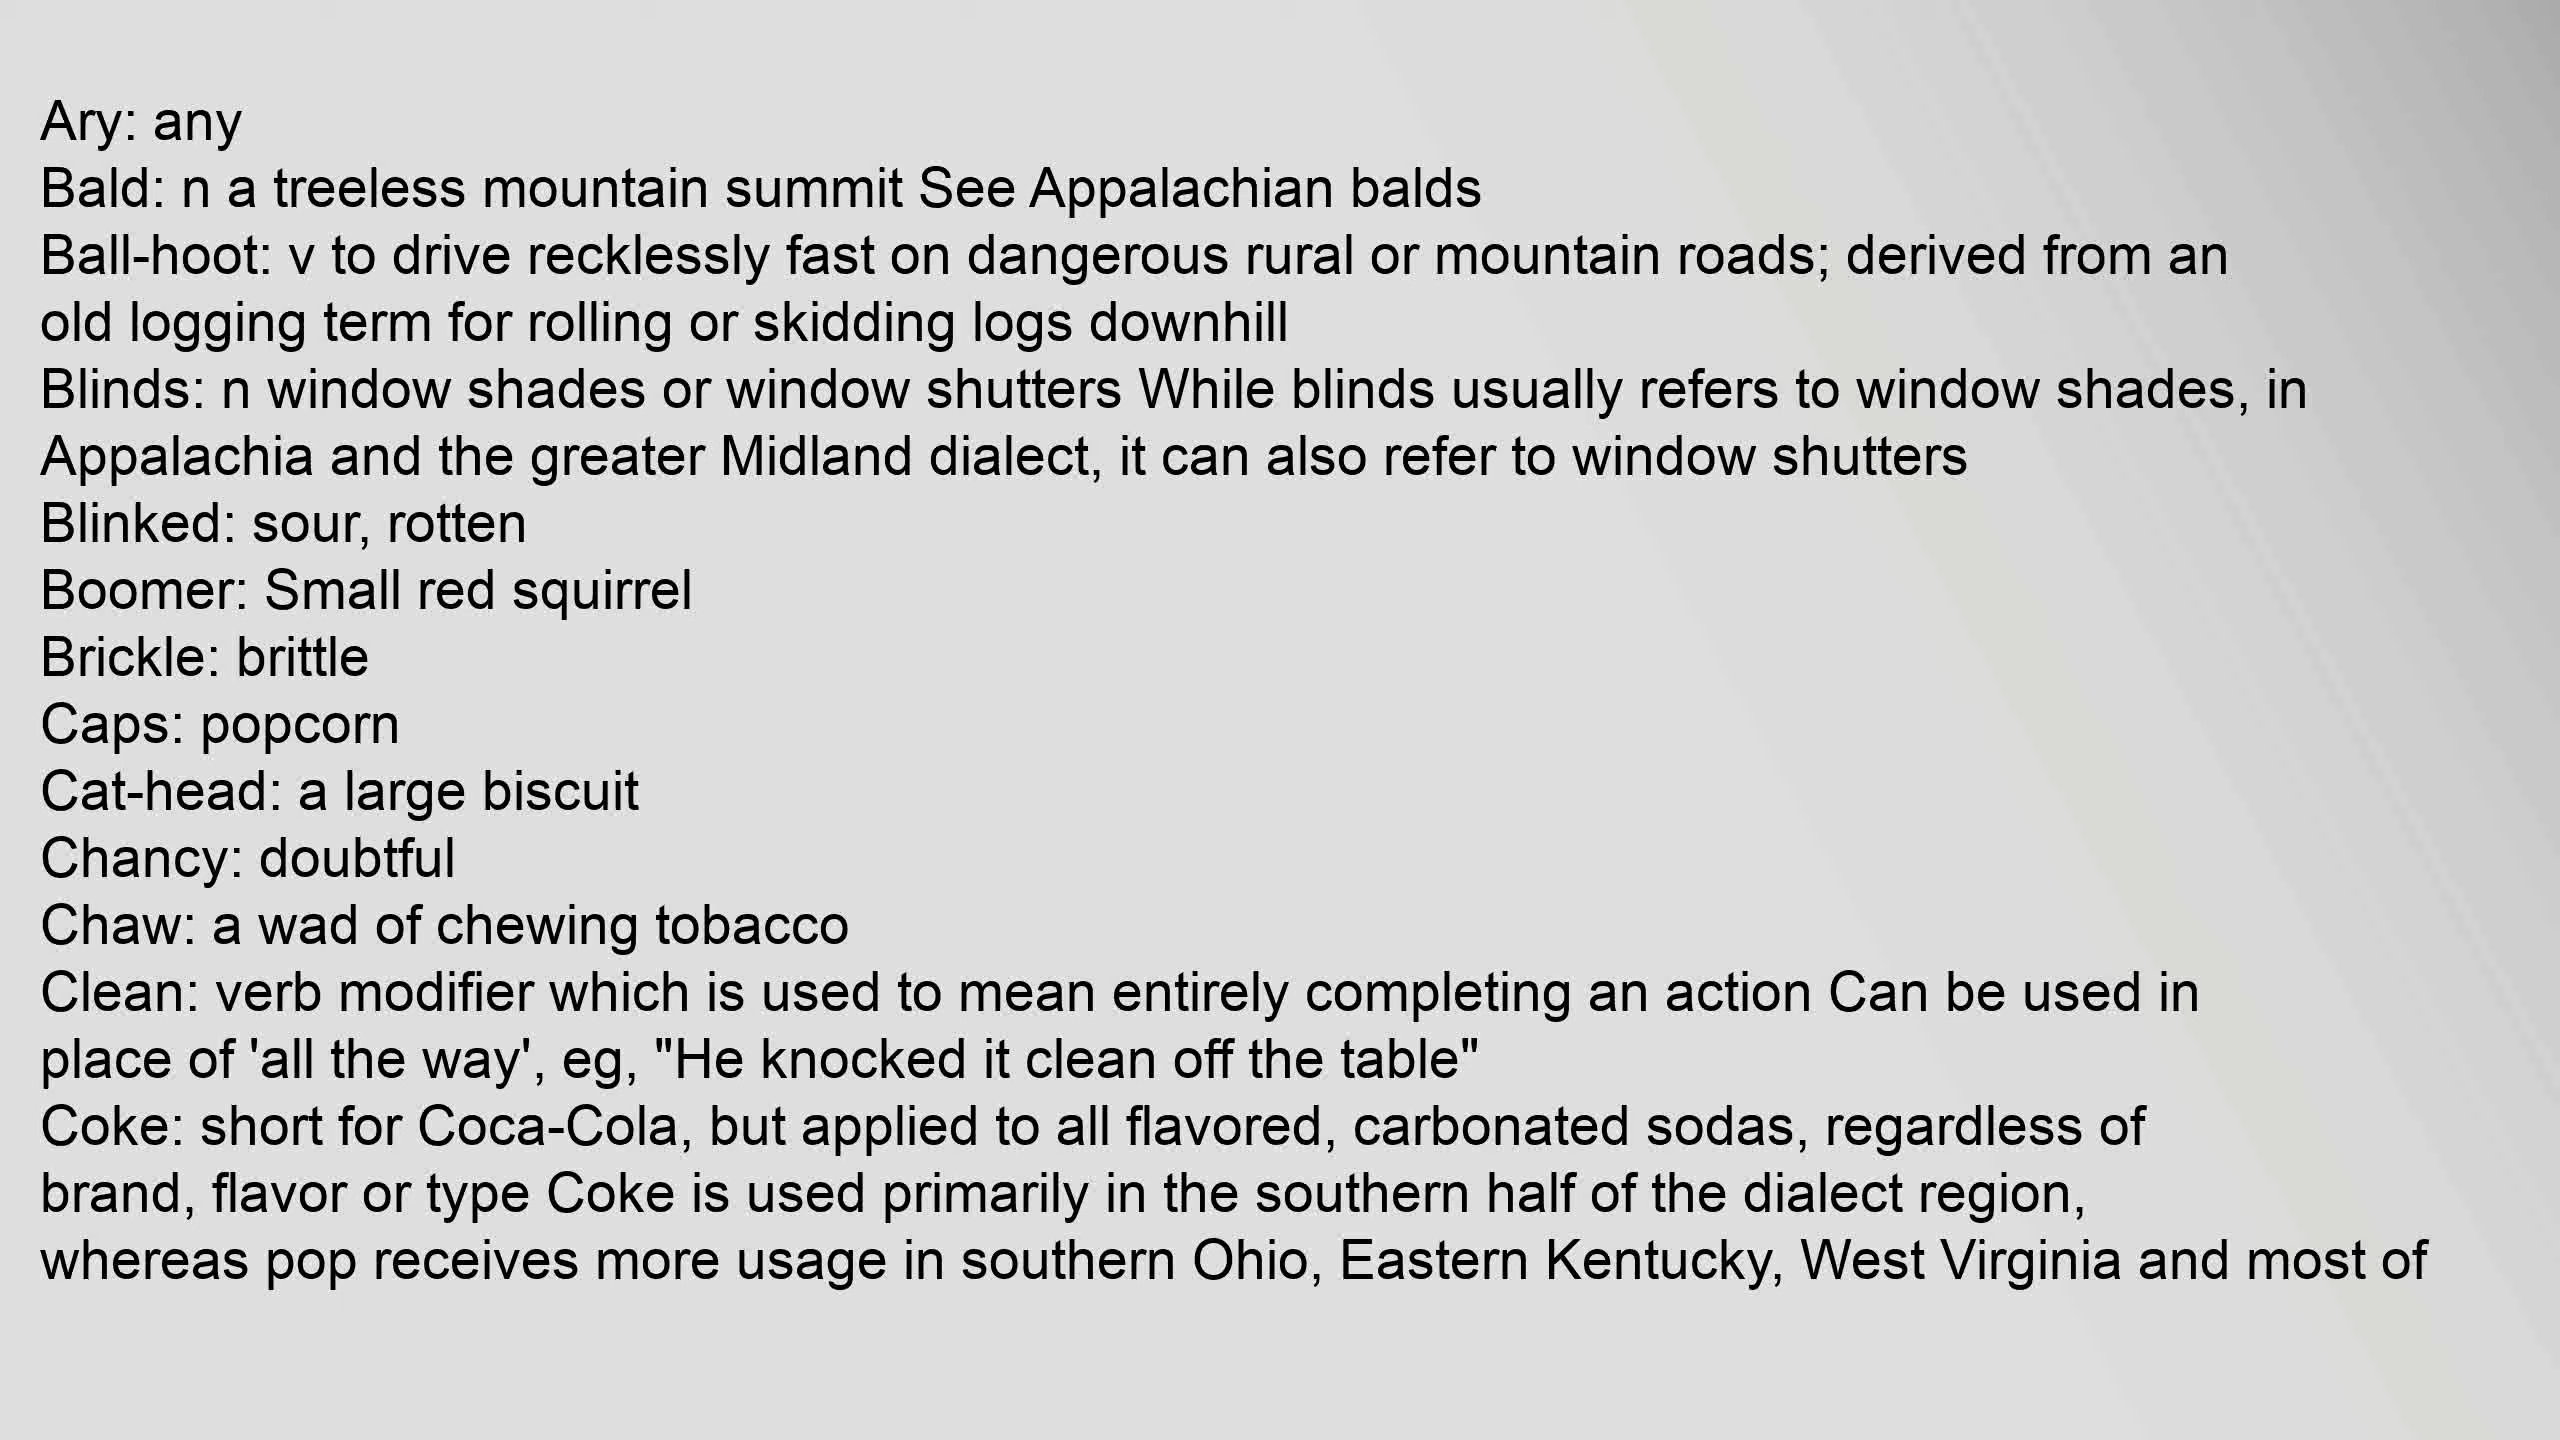 Ary: any
Bald: n a treeless mountain summit See Appalachian balds
Ball-hoot: v to drive recklessly fast on dangerous rural or mountain roads; derived from an
old logging term for rolling or skidding logs downhill
Blinds: n window shades or window shutters While blinds usually refers to window shades, in
Appalachia and the greater Midland dialect, it can also refer to window shutters
Blinked: sour, rotten
Boomer: Small red squirrel
Brickle: brittle
Caps: popcorn
Cat-head: a large biscuit
Chancy: doubtful
Chaw: a wad of chewing tobacco
Clean: verb modifier which is used to mean entirely completing an action Can be used in
place of 'all the way', eg, "He knocked it clean off the table"
Coke: short for Coca-Cola, but applied to all flavored, carbonated sodas, regardless of
brand, flavor or type Coke is used primarily in the southern half of the dialect region,
whereas pop receives more usage in southern Ohio, Eastern Kentucky, West Virginia and most of